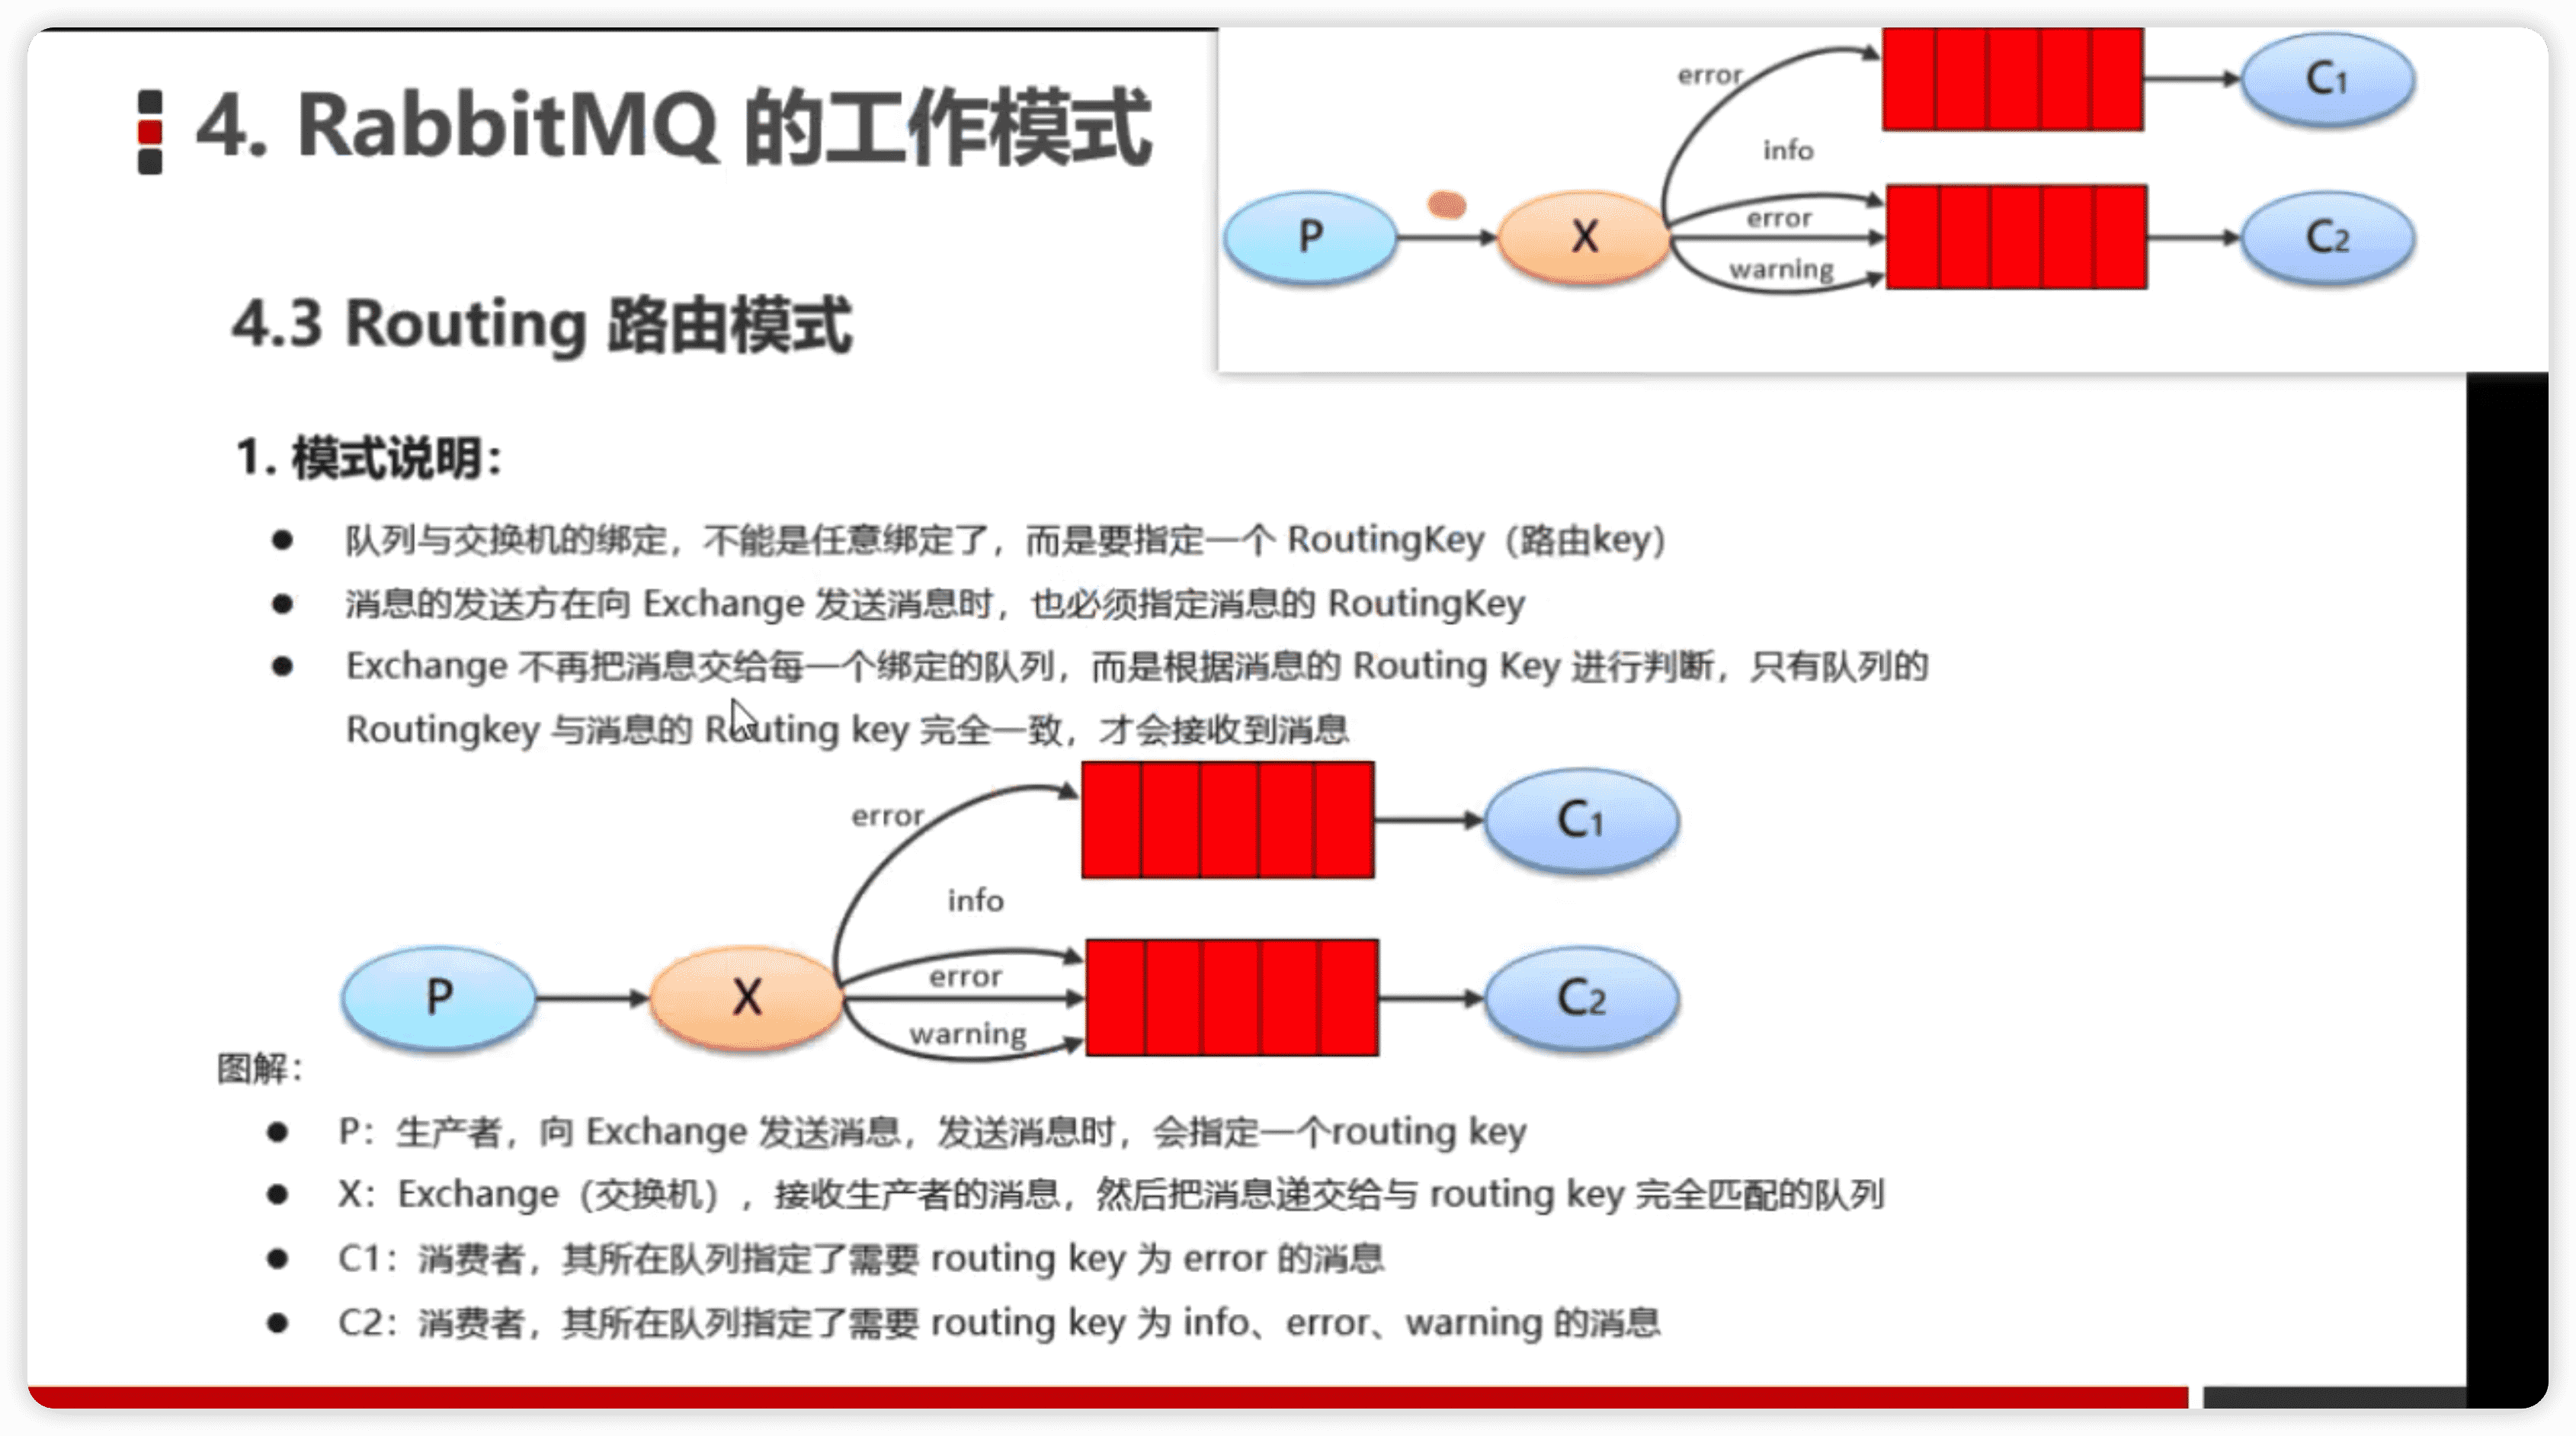 4. RabbitMQ 的工作模式
error
C1
info
P
X
error
C2
warning
4.3 Routing 路由模式
1. 模式说明：
● 队列与交换机的绑定，不能是任意绑定了，而是要指定一个 RoutingKey（路由key）
● 消息的发送方在向 Exchange 发送消息时，也必须指定消息的 RoutingKey
● Exchange 不再把消息交给每一个绑定的队列，而是根据消息的 Routing Key 进行判断，只有队列的
Routingkey 与消息的 Routing key 完全一致，才会接收到消息
error
C1
info
P
X
error
C2
warning
图解：
● P：生产者，向 Exchange 发送消息，发送消息时，会指定一个routing key
● X：Exchange（交换机），接收生产者的消息，然后把消息递交给与 routing key 完全匹配的队列
● C1：消费者，其所在队列指定了需要 routing key 为 error 的消息
● C2：消费者，其所在队列指定了需要 routing key 为 info、error、warning 的消息